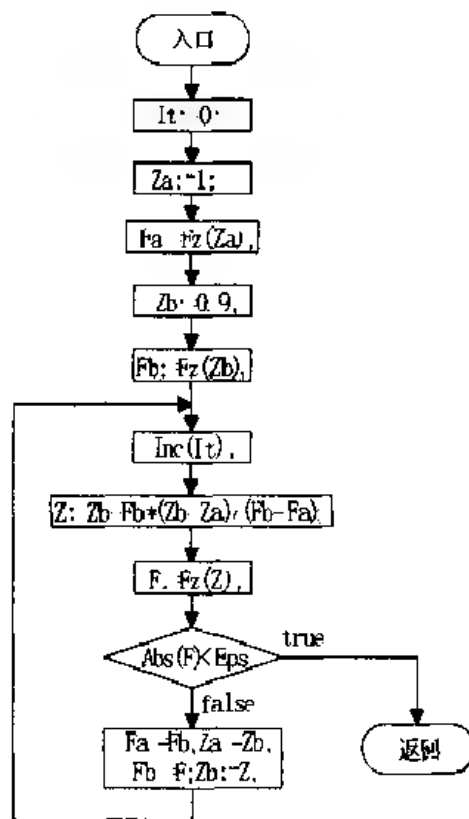 入口
It: 0:
Za:=1;
Fa =Fz(Za),
Zb: 0.9,
Fb: =Fz(Zb),
Inc(It),
Z: Zb-Fb*(Zb-Za)/(Fb-Fa)
F: =Fz(Z),
Abs(F)<Eps
true
false
Fa =Fb,Za =Zb,
Fb =F;Zb:=Z,
返回